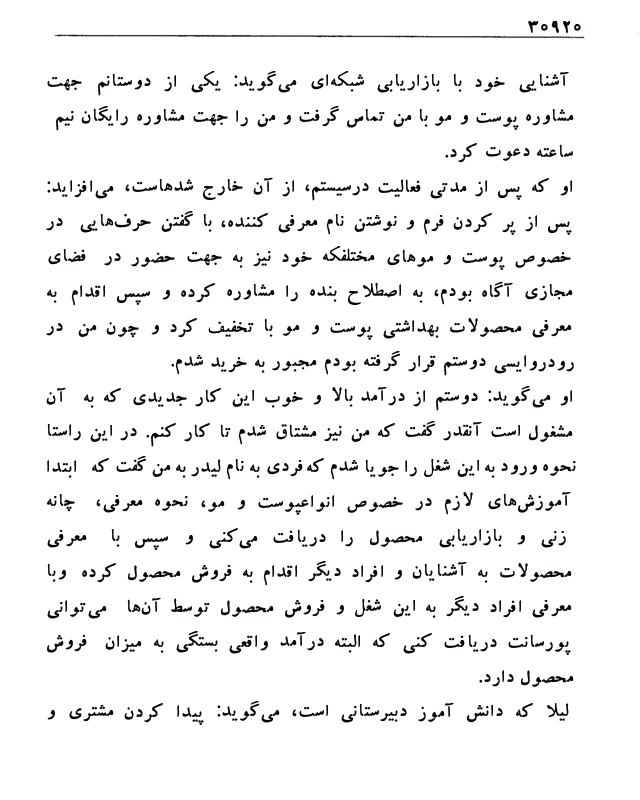 ۳۰۹۲۰
آشنایی خود با بازاریابی شبکه‌ای می‌گوید: یکی از دوستانم جهت
مشاوره پوست و مو با من تماس گرفت و من را جهت مشاوره رایگان نیم
ساعته دعوت کرد.
او که پس از مدتی فعالیت درسیستم، از آن خارج شدهاست، می‌افزاید:
پس از پر کردن فرم و نوشتن نام معرفی کننده، با گفتن حرف‌هایی در
خصوص پوست و موهای مختلفکه خود نیز به جهت حضور در فضای
مجازی آگاه بودم، به اصطلاح بنده را مشاوره کرده و سپس اقدام به
معرفی محصولات بهداشتی پوست و مو با تخفیف کرد و چون من در
رودروایسی دوستم قرار گرفته بودم مجبور به خرید شدم.
او می‌گوید: دوستم از درآمد بالا و خوب این کار جدیدی که به آن
مشغول است آنقدر گفت که من نیز مشتاق شدم تا کار کنم. در این راستا
نحوه ورود به این شغل را جویا شدم که فردی به نام لیدر به من گفت که ابتدا
آموزش‌های لازم در خصوص انواعپوست و مو، نحوه معرفی، چانه
زنی و بازاریابی محصول را دریافت می‌کنی و سپس با معرفی
محصولات به آشنایان و افراد دیگر اقدام به فروش محصول کرده وبا
معرفی افراد دیگر به این شغل و فروش محصول توسط آن‌ها می‌توانی
پورسانت دریافت کنی که البته درآمد واقعی بستگی به میزان فروش
محصول دارد.
لیلا که دانش آموز دبیرستانی است، می‌گوید: پیدا کردن مشتری و